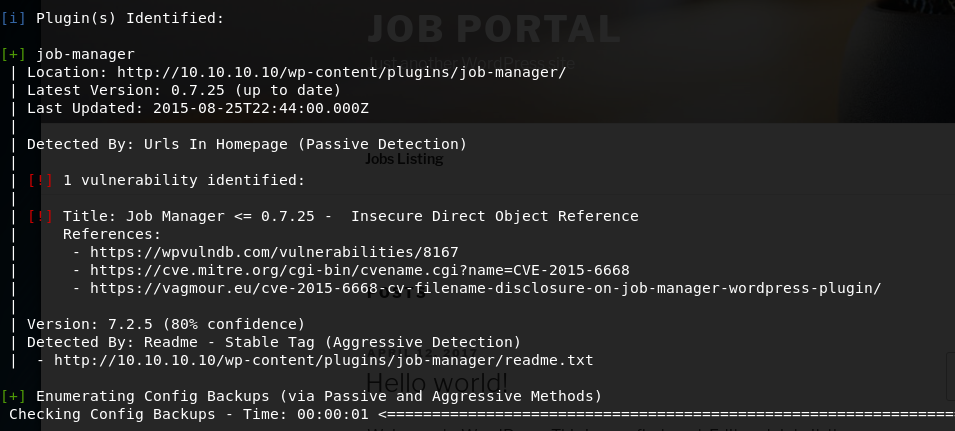 [i] Plugin(s) Identified:
JOB PORTAL
Just another WordPress site
[+] job-manager
| Location: http://10.10.10.10/wp-content/plugins/job-manager/
| Latest Version: 0.7.25 (up to date)
| Last Updated: 2015-08-25T22:44:00.000Z
|
| Detected By: Urls In Homepage (Passive Detection)
|
Jobs Listing
| [!] 1 vulnerability identified:
|
| [!] Title: Job Manager <= 0.7.25 -  Insecure Direct Object Reference
|     References:
|      - https://wpvulndb.com/vulnerabilities/8167
|      - https://cve.mitre.org/cgi-bin/cvename.cgi?name=CVE-2015-6668
|      - https://vagmour.eu/cve-2015-6668-cv-filename-disclosure-on-job-manager-wordpress-plugin/
POSTS
|
| Version: 7.2.5 (80% confidence)
| Detected By: Readme - Stable Tag (Aggressive Detection)
|  - http://10.10.10.10/wp-content/plugins/job-manager/readme.txt
Hello world!
[+] Enumerating Config Backups (via Passive and Aggressive Methods)
Checking Config Backups - Time: 00:00:01 <===============================================================